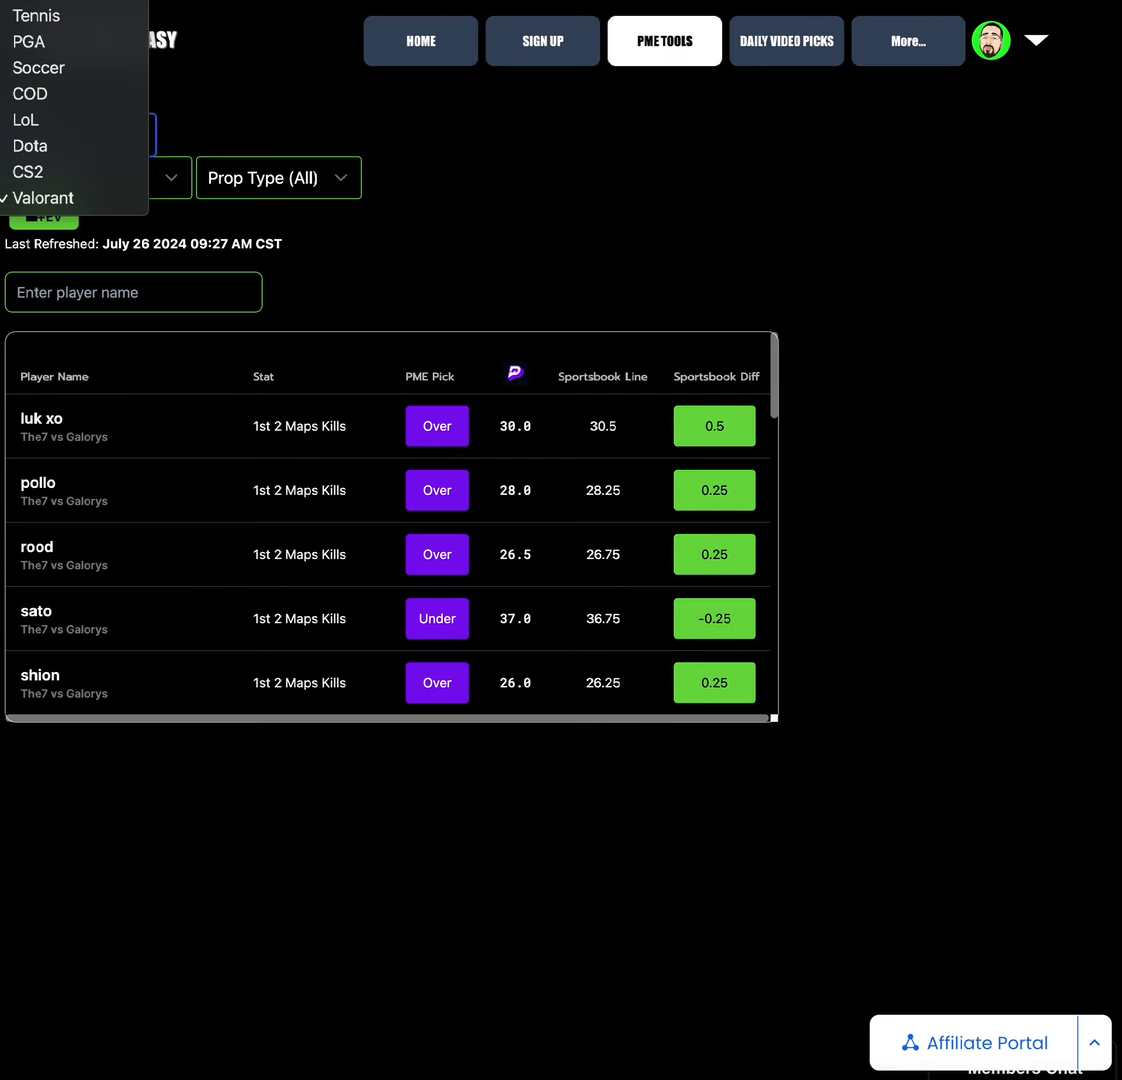 Tennis
PGA
Soccer
COD
LoL
Dota
CS2
✓ Valorant
ASY
HOME
SIGN UP
PME TOOLS
DAILY VIDEO PICKS
More...
Prop Type (All)
+EV
Last Refreshed: July 26 2024 09:27 AM CST
Enter player name
Player Name Stat PME Pick P Sportsbook Line Sportsbook Diff
luk xo
The7 vs Galorys
1st 2 Maps Kills Over 30.0 30.5 0.5
pollo
The7 vs Galorys
1st 2 Maps Kills Over 28.0 28.25 0.25
rood
The7 vs Galorys
1st 2 Maps Kills Over 26.5 26.75 0.25
sato
The7 vs Galorys
1st 2 Maps Kills Under 37.0 36.75 -0.25
shion
The7 vs Galorys
1st 2 Maps Kills Over 26.0 26.25 0.25
Affiliate Portal
Members Chat